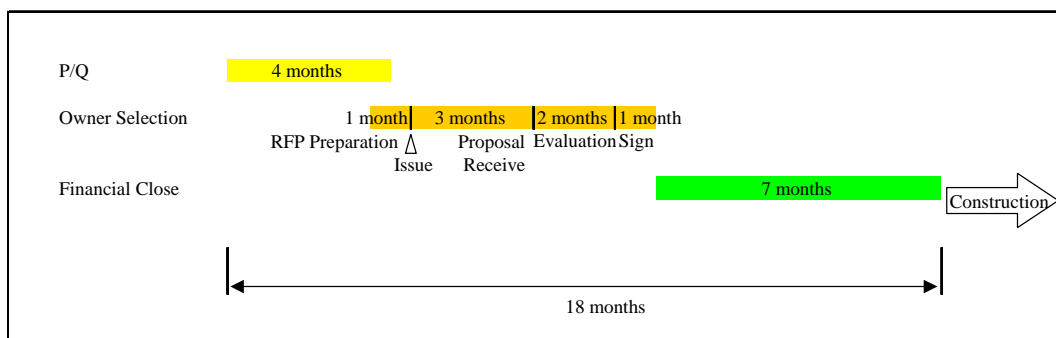 P/Q
4 months
Owner Selection
1 month
3 months
2 months
1 month
RFP Preparation
Issue
Proposal
Receive
Evaluation
Sign
Financial Close
7 months
Construction
18 months